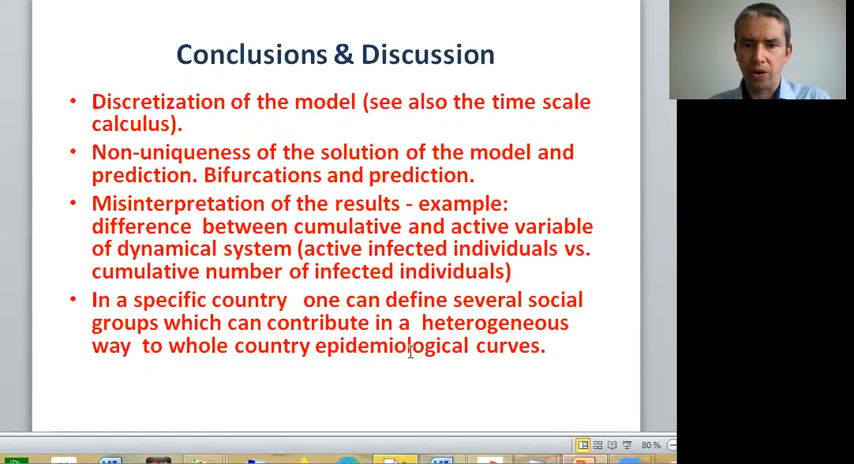 Conclusions & Discussion
• Discretization of the model (see also the time scale
calculus).
• Non-uniqueness of the solution of the model and
prediction. Bifurcations and prediction.
• Misinterpretation of the results - example:
difference between cumulative and active variable
of dynamical system (active infected individuals vs.
cumulative number of infected individuals)
• In a specific country one can define several social
groups which can contribute in a heterogeneous
way to whole country epidemiological curves.
80 %